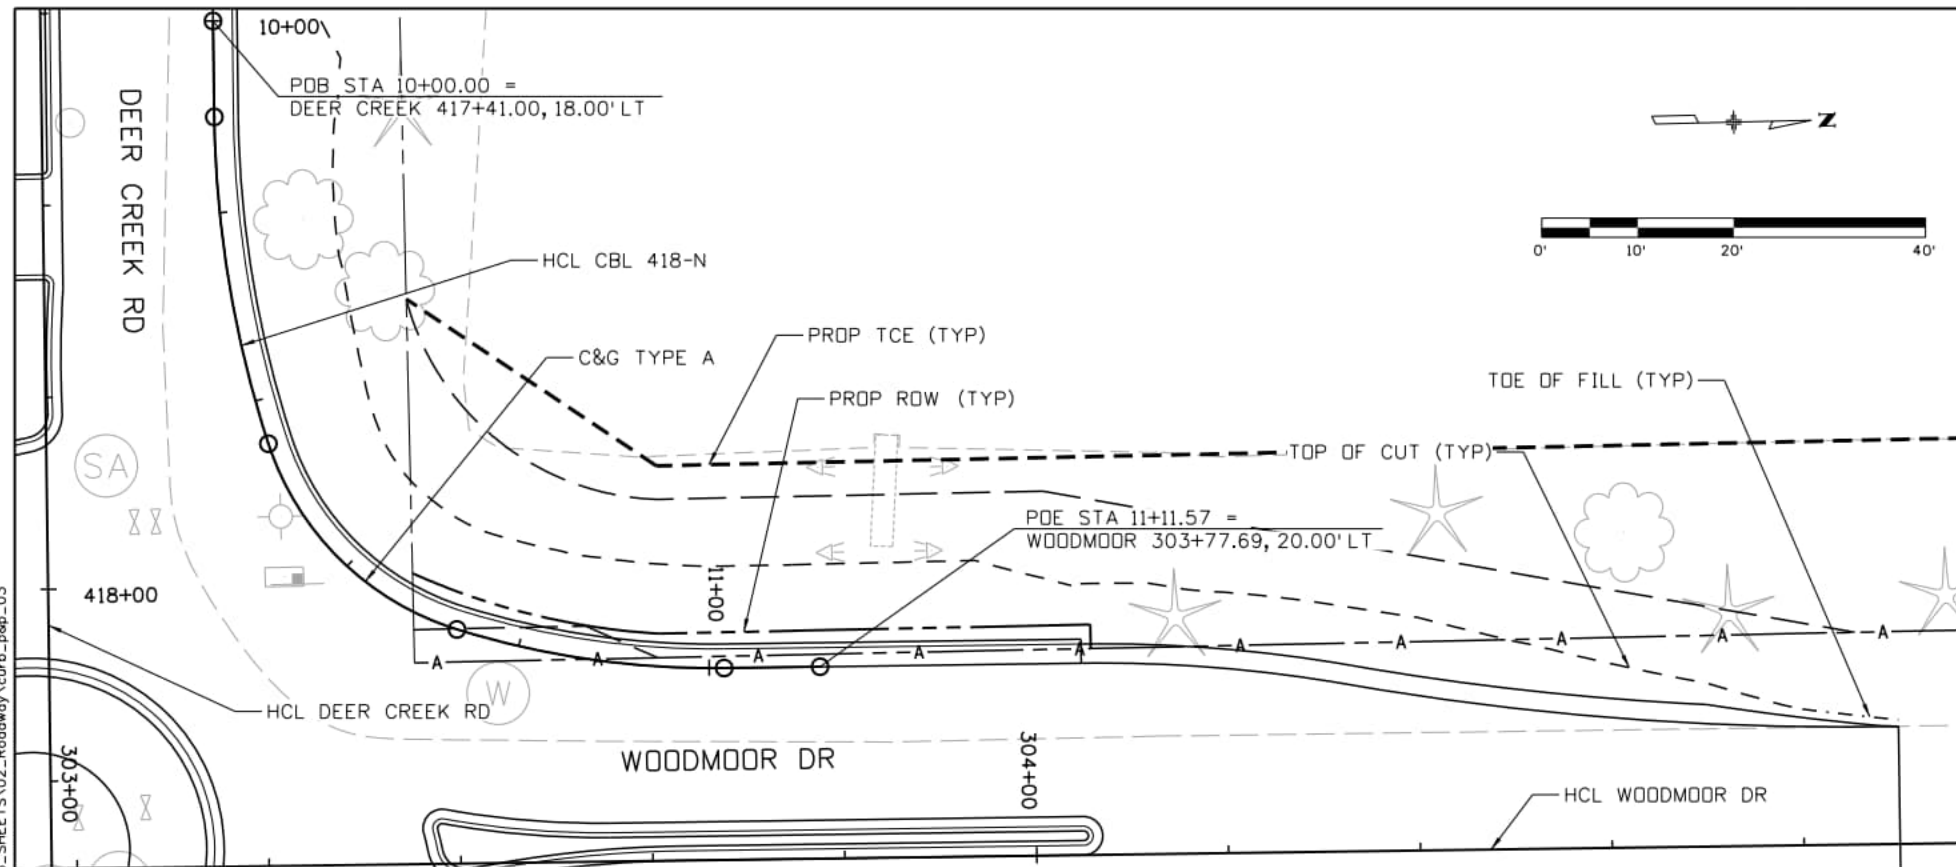 10+00
POB STA 10+00.00 =
DEER CREEK 417+41.00, 18.00' LT
DEER CREEK RD
N
0' 10' 20' 40'
HCL CBL 418-N
PROP TCE (TYP)
C&G TYPE A
PROP ROW (TYP)
TOE OF FILL (TYP)
TOP OF CUT (TYP)
SA
POE STA 11+11.57 =
WOODMOOR 303+77.69, 20.00' LT
11+00
418+00
A A A A A A A A A A
W
HCL DEER CREEK RD
WOODMOOR DR
303+00
304+00
HCL WOODMOOR DR